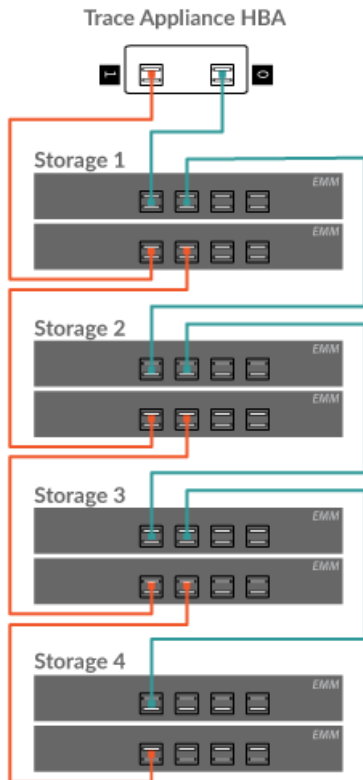 Trace Appliance HBA
1 0
Storage 1
EMM
EMM
Storage 2
EMM
EMM
Storage 3
EMM
EMM
Storage 4
EMM
EMM